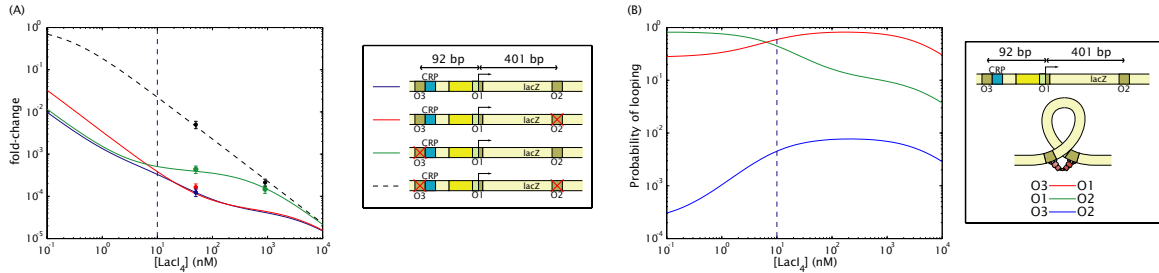 (A)
10^0
10^-1
10^-2
10^-3
10^-4
10^-5
fold-change
10^-1 10^0 10^1 10^2 10^3 10^4
[LacI4] (nM)
92 bp 401 bp
CRP
O3 O1 lacZ O2
CRP
O3 O1 lacZ O2
CRP
O3 O1 lacZ O2
CRP
O3 O1 lacZ O2
(B)
10^0
10^-1
10^-2
10^-3
10^-4
Probability of looping
10^-1 10^0 10^1 10^2 10^3 10^4
[LacI4] (nM)
92 bp 401 bp
CRP
O3 O1 lacZ O2
O3 O1
O1 O2
O3 O2